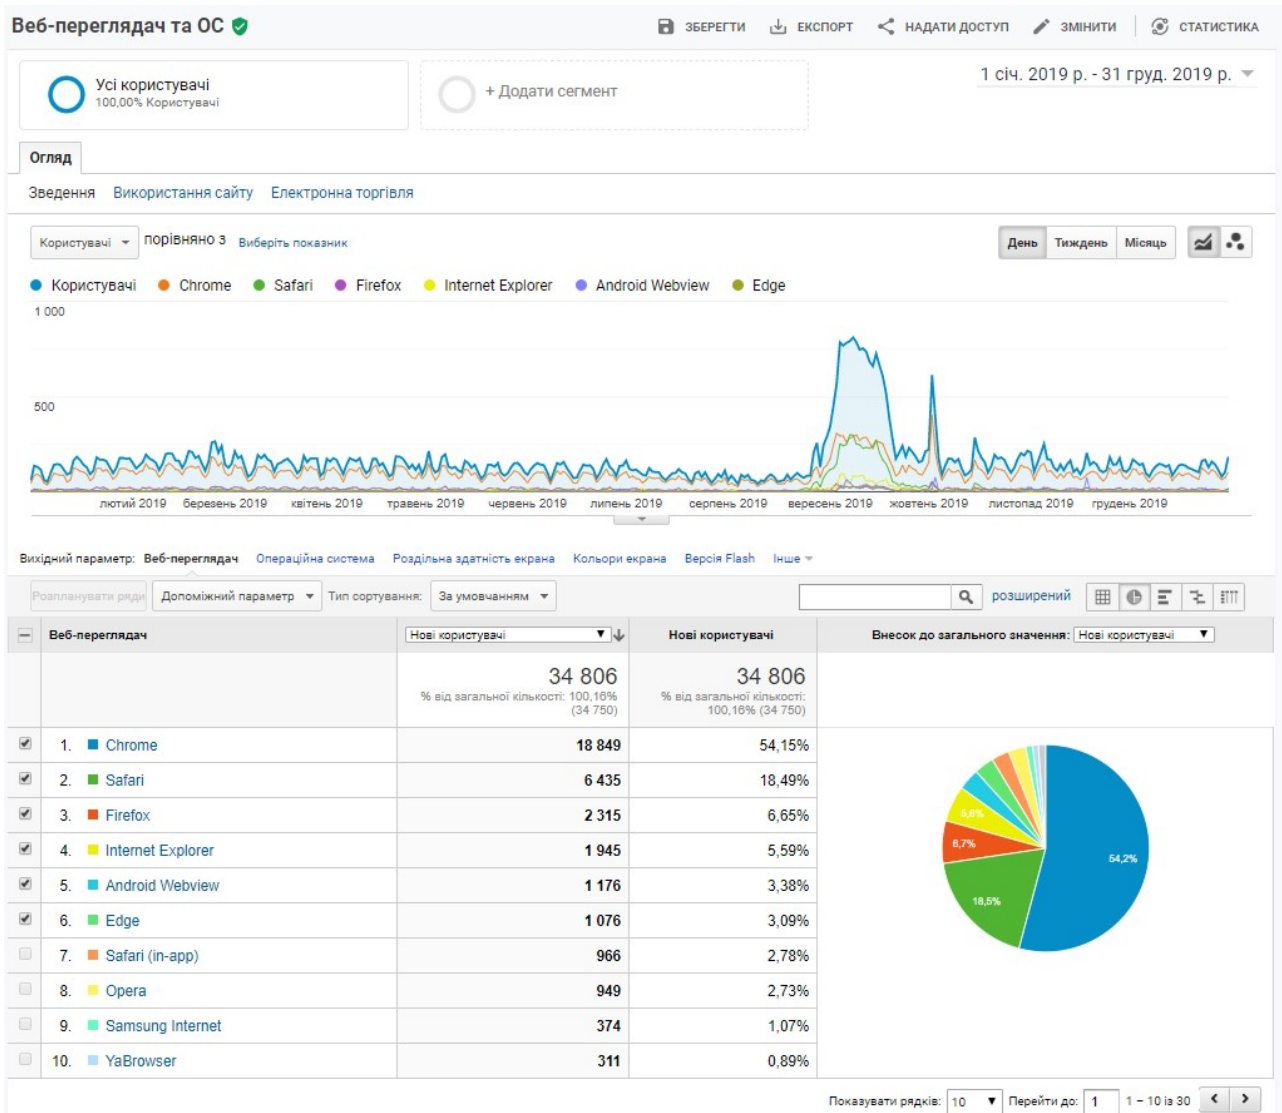 Веб-переглядач та ОС
ЗБЕРЕГТИ ЕКСПОРТ НАДАТИ ДОСТУП ЗМІНИТИ СТАТИСТИКА
Усі користувачі
100,00% Користувачі
+ Додати сегмент
1 січ. 2019 р. - 31 груд. 2019 р.
Огляд
Зведення Використання сайту Електронна торгівля
Користувачі порівняно з Виберіть показник
День Тиждень Місяць
Користувачі Chrome Safari Firefox Internet Explorer Android Webview Edge
1 000
500
лютий 2019 березень 2019 квітень 2019 травень 2019 червень 2019 липень 2019 серпень 2019 вересень 2019 жовтень 2019 листопад 2019 грудень 2019
Вихідний параметр: Веб-переглядач Операційна система Роздільна здатність екрана Кольори екрана Версія Flash Інше
Розпланувати ряди Допоміжний параметр Тип сортування: За умовчанням розширений
Веб-переглядач Нові користувачі Нові користувачі Внесок до загального значення: Нові користувачі
34 806 34 806
% від загальної кількості: 100,16% % від загальної кількості:
(34 750) 100,16% (34 750)
1. Chrome 18 849 54,15%
2. Safari 6 435 18,49%
3. Firefox 2 315 6,65%
4. Internet Explorer 1 945 5,59%
5. Android Webview 1 176 3,38%
6. Edge 1 076 3,09%
7. Safari (in-app) 966 2,78%
8. Opera 949 2,73%
9. Samsung Internet 374 1,07%
10. YaBrowser 311 0,89%
5,6%
6,7%
54,2%
18,5%
Показувати рядків: 10 Перейти до: 1 1 – 10 із 30